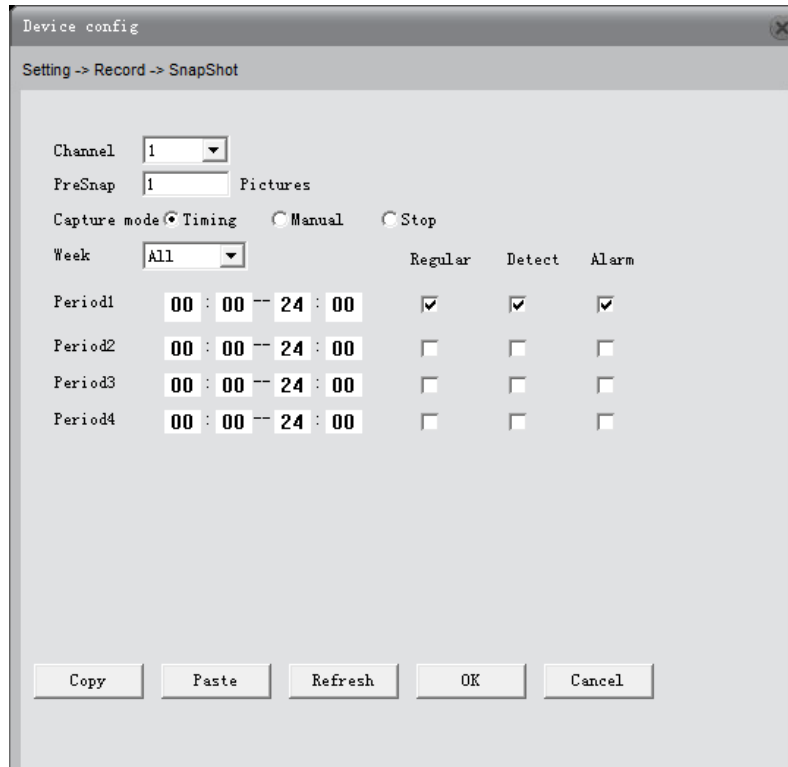 Device config
Setting -> Record -> SnapShot
Channel 1
PreSnap 1 Pictures
Capture mode Timing Manual Stop
Week All Regular Detect Alarm
Period1 00 : 00 -- 24 : 00
Period2 00 : 00 -- 24 : 00
Period3 00 : 00 -- 24 : 00
Period4 00 : 00 -- 24 : 00
Copy Paste Refresh OK Cancel